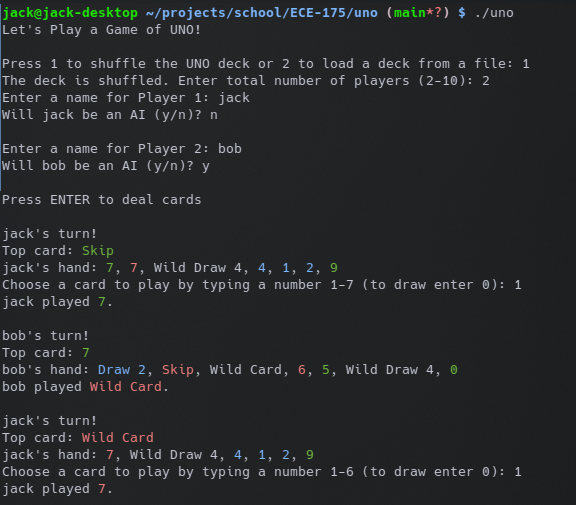 jack@jack-desktop ~/projects/school/ECE-175/uno (main*?) $ ./uno
Let's Play a Game of UNO!
Press 1 to shuffle the UNO deck or 2 to load a deck from a file: 1
The deck is shuffled. Enter total number of players (2-10): 2
Enter a name for Player 1: jack
Will jack be an AI (y/n)? n
Enter a name for Player 2: bob
Will bob be an AI (y/n)? y
Press ENTER to deal cards
jack's turn!
Top card: Skip
jack's hand: 7, 7, Wild Draw 4, 4, 1, 2, 9
Choose a card to play by typing a number 1-7 (to draw enter 0): 1
jack played 7.
bob's turn!
Top card: 7
bob's hand: Draw 2, Skip, Wild Card, 6, 5, Wild Draw 4, 0
bob played Wild Card.
jack's turn!
Top card: Wild Card
jack's hand: 7, Wild Draw 4, 4, 1, 2, 9
Choose a card to play by typing a number 1-6 (to draw enter 0): 1
jack played 7.